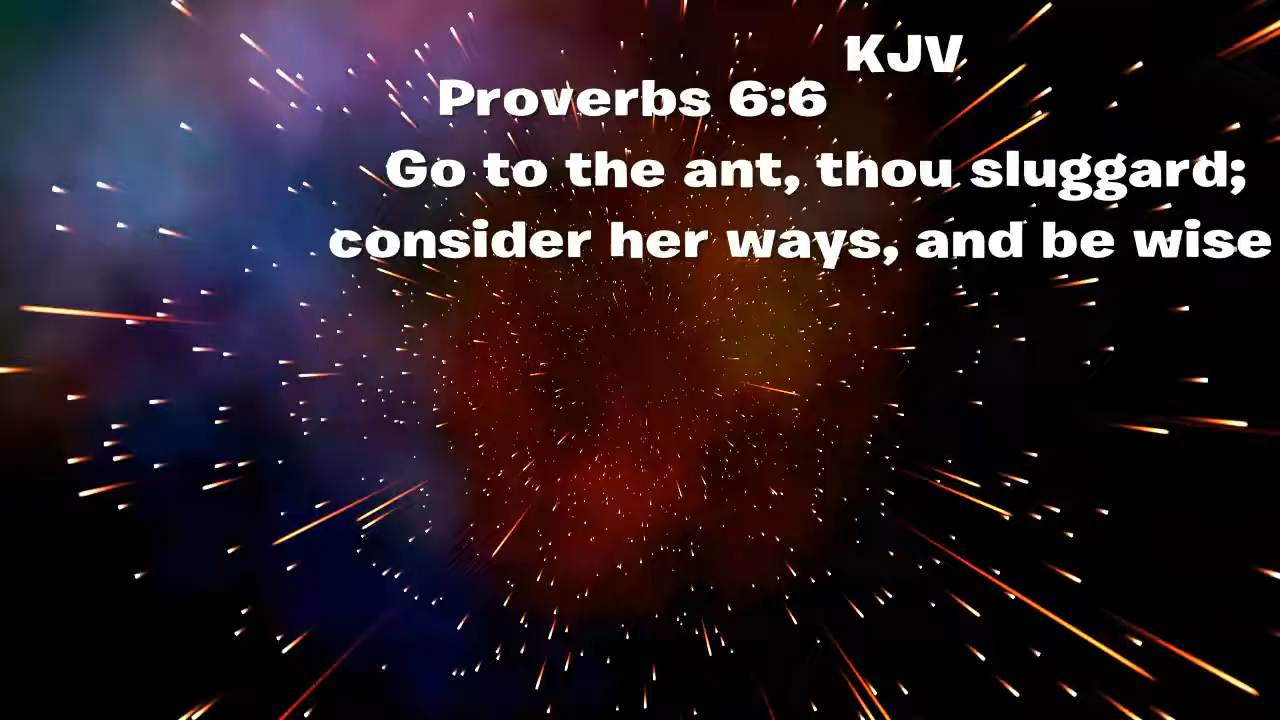 KJV
Proverbs 6:6
Go to the ant, thou sluggard;
consider her ways, and be wise